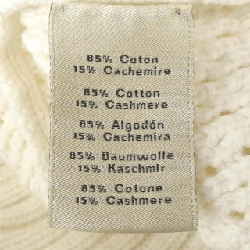 85% Coton
15% Cachemire
85% Cotton
15% Cashmere
85% Algodón
15% Cachemira
85% Baumwolle
15% Kaschmir
85% Cotone
15% Cashmere